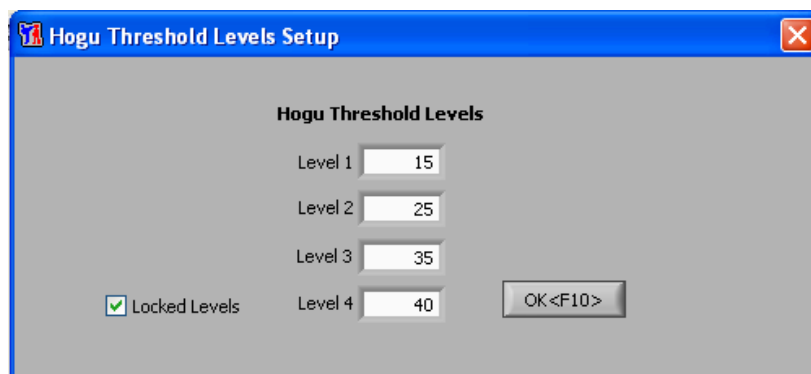 Hogu Threshold Levels Setup
Hogu Threshold Levels
Level 1 15
Level 2 25
Level 3 35
Locked Levels Level 4 40 OK<F10>